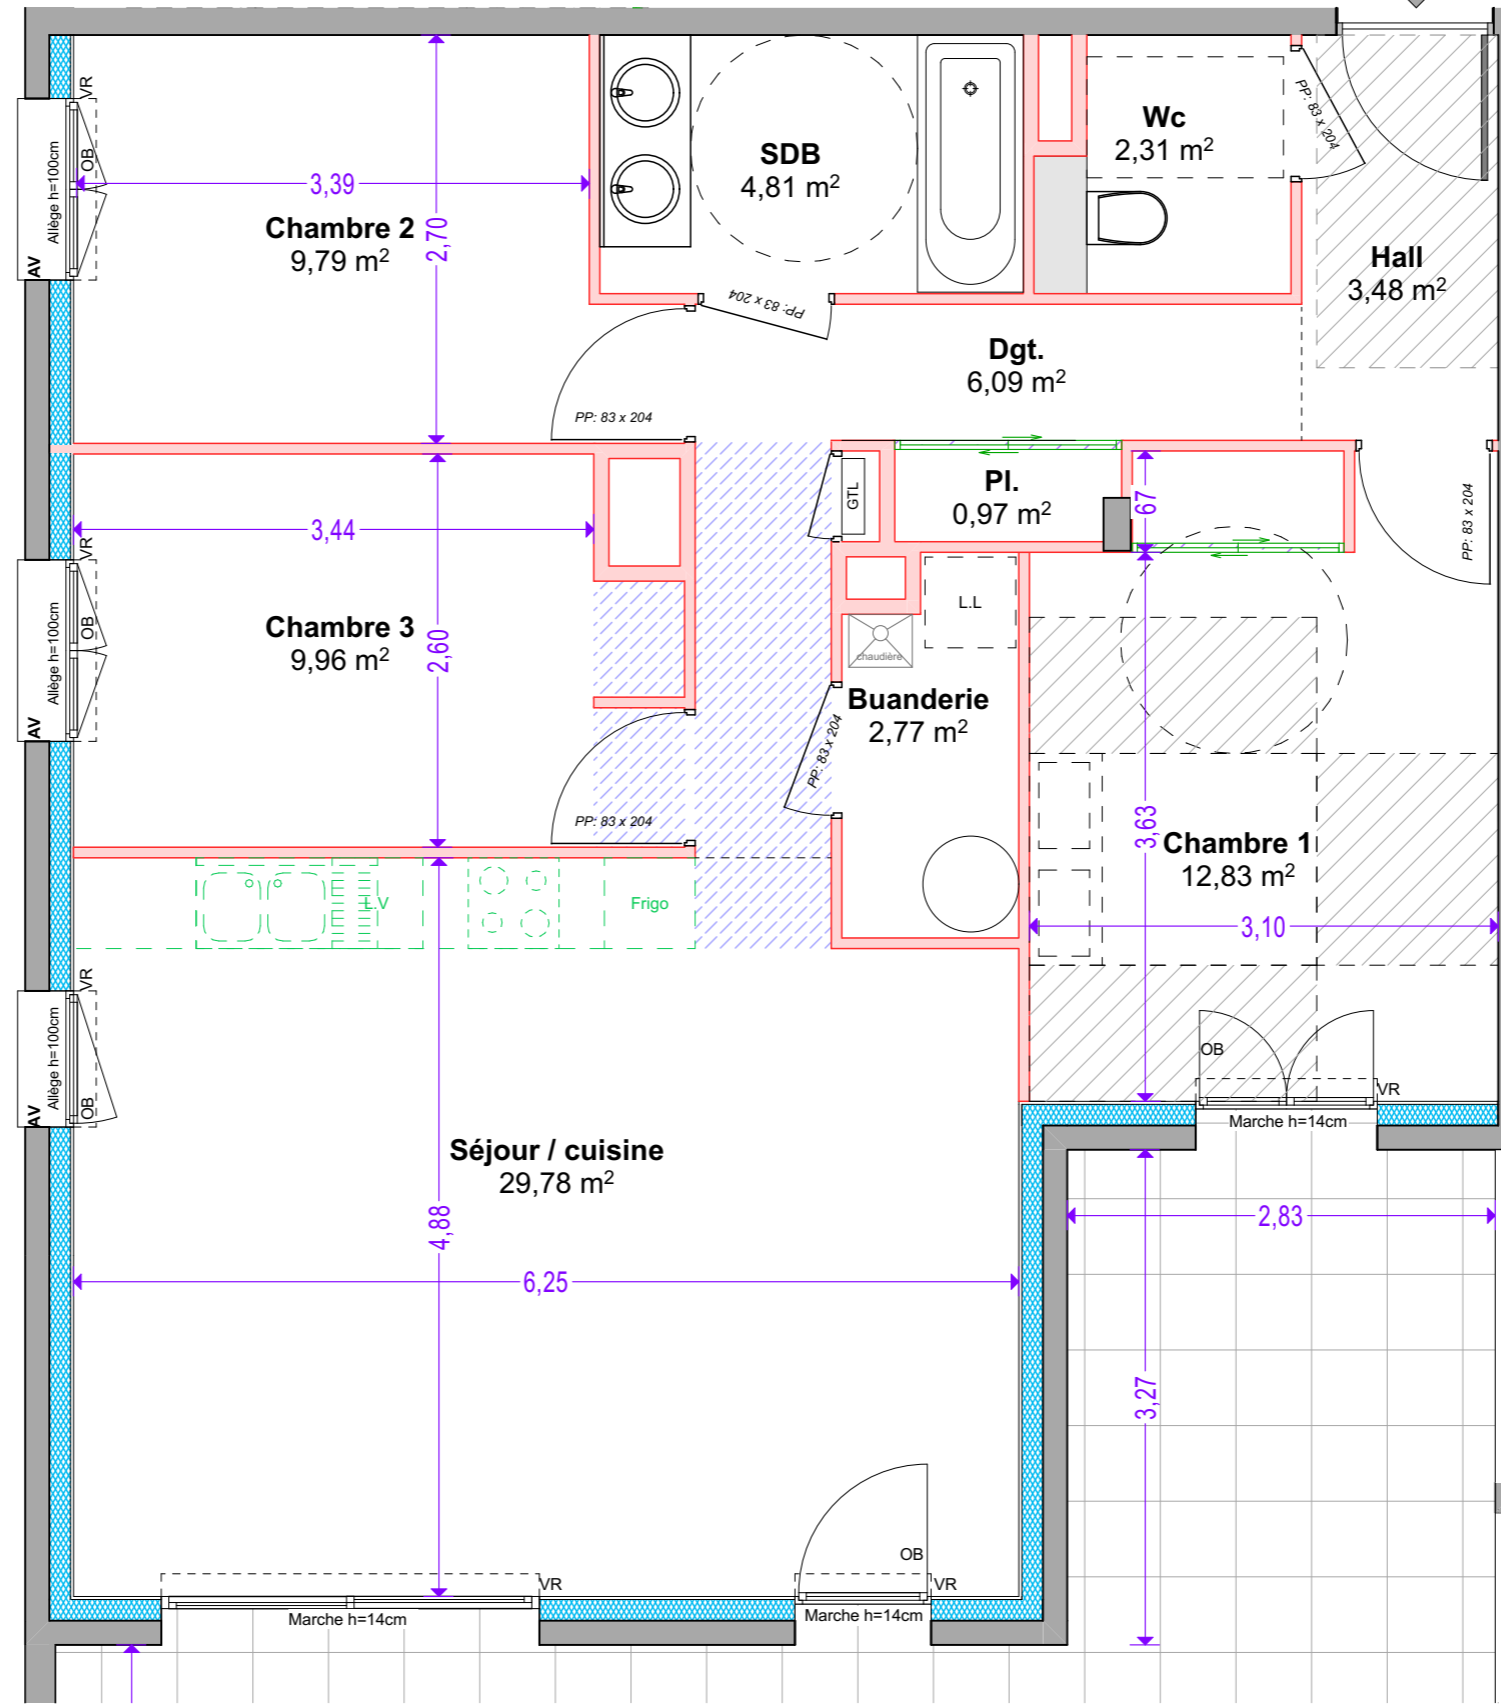 VR
OB
Allège h=100cm
AV
3,39
Chambre 2
9,79 m²
2,70
SDB
4,81 m²
PP: 83 x 204
Wc
2,31 m²
PP: 83 x 204
Hall
3,48 m²
Dgt.
6,09 m²
PP: 83 x 204
VR
OB
Allège h=100cm
AV
3,44
Chambre 3
9,96 m²
2,60
PP: 83 x 204
GTL
Pl.
0,97 m²
67
PP: 83 x 204
L.L
chaudière
Buanderie
2,77 m²
PP: 83 x 204
3,63
Chambre 1
12,83 m²
3,10
OB
VR
Marche h=14cm
L.V
Frigo
VR
Allège h=100cm
OB
AV
Séjour / cuisine
29,78 m²
4,88
6,25
2,83
3,27
OB
VR
VR
Marche h=14cm
Marche h=14cm